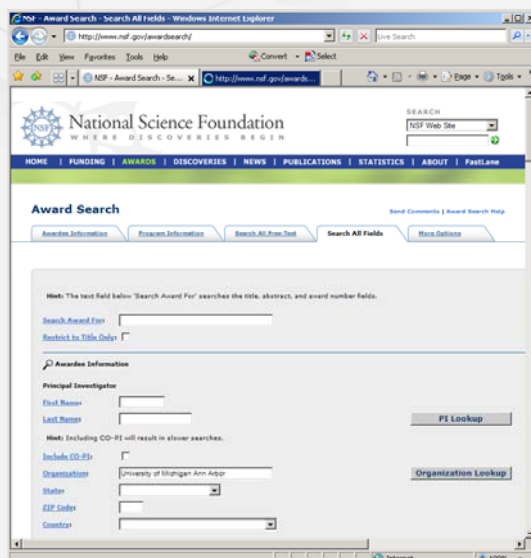 NSF - Award Search - Search All Fields - Windows Internet Explorer
http://www.nsf.gov/awardsearch/
Live Search
File Edit View Favorites Tools Help
Convert Select
NSF - Award Search - Se...
http://www.nsf.gov/awards...
Page Tools
NSF
National Science Foundation
WHERE DISCOVERIES BEGIN
SEARCH
NSF Web Site
HOME | FUNDING | AWARDS | DISCOVERIES | NEWS | PUBLICATIONS | STATISTICS | ABOUT | FastLane
Award Search
Send Comments | Award Search Help
Awardee Information
Program Information
Search All Free-Text
Search All Fields
More Options
Hint: The text field below 'Search Award For' searches the title, abstract, and award number fields.
Search Award For:
Restrict to Title Only:
Awardee Information
Principal Investigator
First Name:
Last Name:
PI Lookup
Hint: Including CO-PI will result in slower searches.
Include CO-PI:
Organization: University of Michigan Ann Arbor
Organization Lookup
State:
ZIP Code:
Country:
Internet
100%